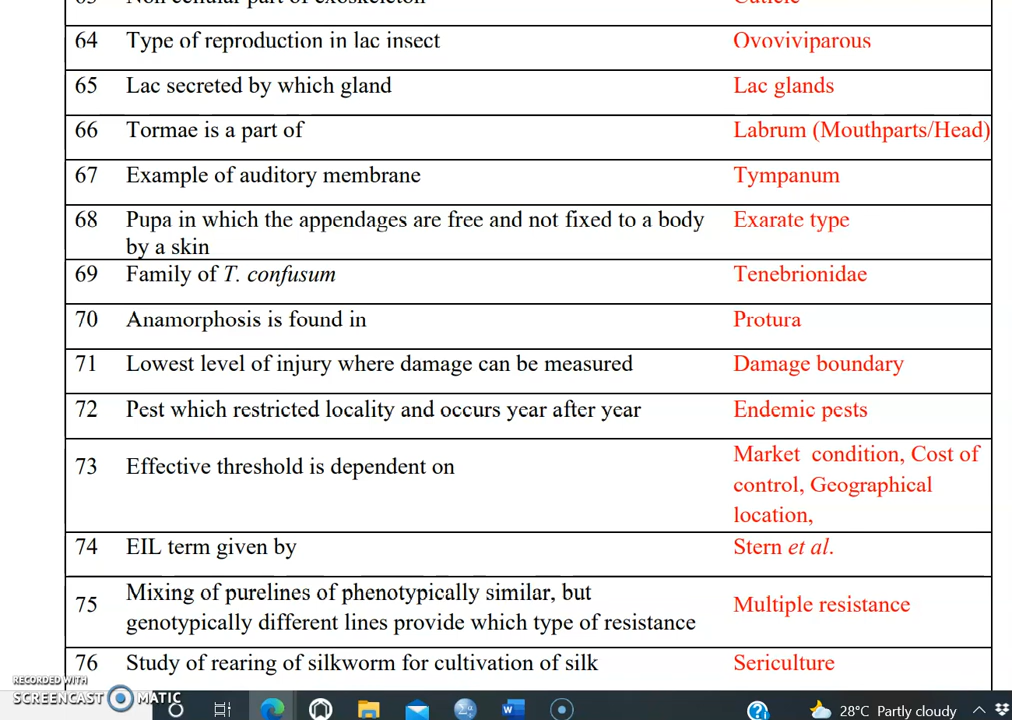 63 Non cellular part of exoskeleton Cuticle
64 Type of reproduction in lac insect Ovoviviparous
65 Lac secreted by which gland Lac glands
66 Tormae is a part of Labrum (Mouthparts/Head)
67 Example of auditory membrane Tympanum
68 Pupa in which the appendages are free and not fixed to a body Exarate type
by a skin
69 Family of T. confusum Tenebrionidae
70 Anamorphosis is found in Protura
71 Lowest level of injury where damage can be measured Damage boundary
72 Pest which restricted locality and occurs year after year Endemic pests
Market condition, Cost of
73 Effective threshold is dependent on
control, Geographical
location,
74 EIL term given by Stern et al.
Mixing of purelines of phenotypically similar, but
75 Multiple resistance
genotypically different lines provide which type of resistance
76 Study of rearing of silkworm for cultivation of silk Sericulture
RECORDED WITH
SCREENCAST MATIC
28°C Partly cloudy